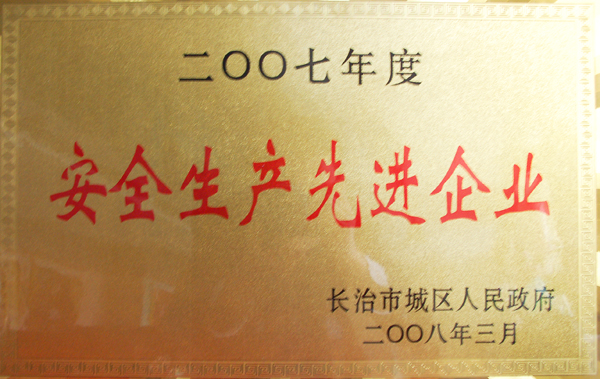 二〇〇七年度
安全生产先进企业
长治市城区人民政府
二〇〇八年三月